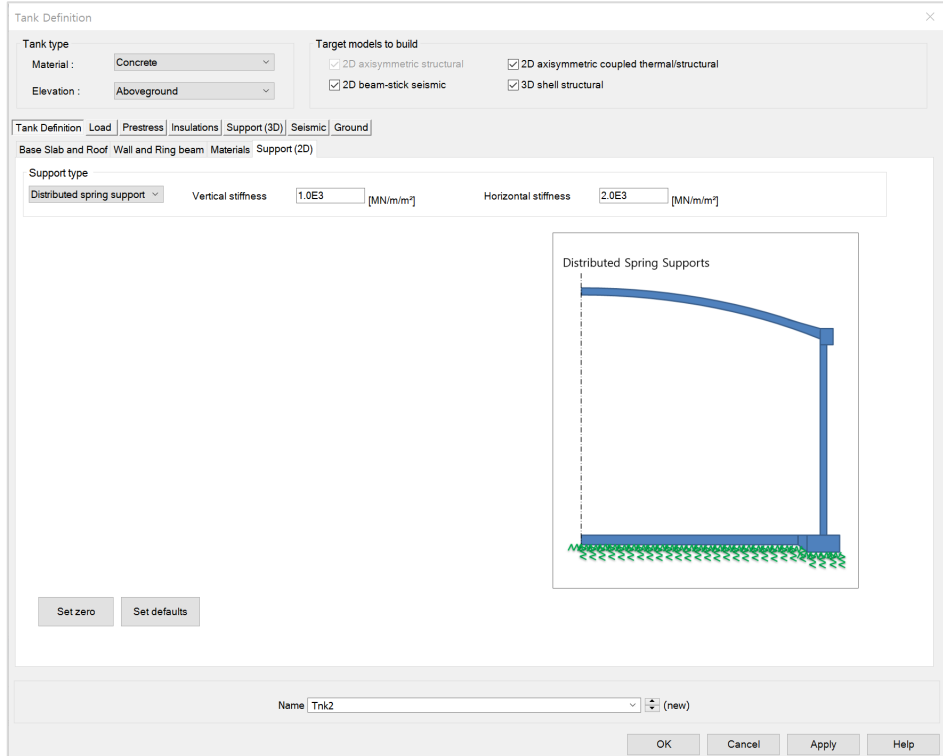 Tank Definition
Tank type
Material :
Concrete
Elevation :
Aboveground
Target models to build
2D axisymmetric structural
2D axisymmetric coupled thermal/structural
2D beam-stick seismic
3D shell structural
Tank Definition Load Prestress Insulations Support (3D) Seismic Ground
Base Slab and Roof Wall and Ring beam Materials Support (2D)
Support type
Distributed spring support
Vertical stiffness
1.0E3
[MN/m/m²]
Horizontal stiffness
2.0E3
[MN/m/m²]
Distributed Spring Supports
Set zero
Set defaults
Name
Tnk2
(new)
OK
Cancel
Apply
Help